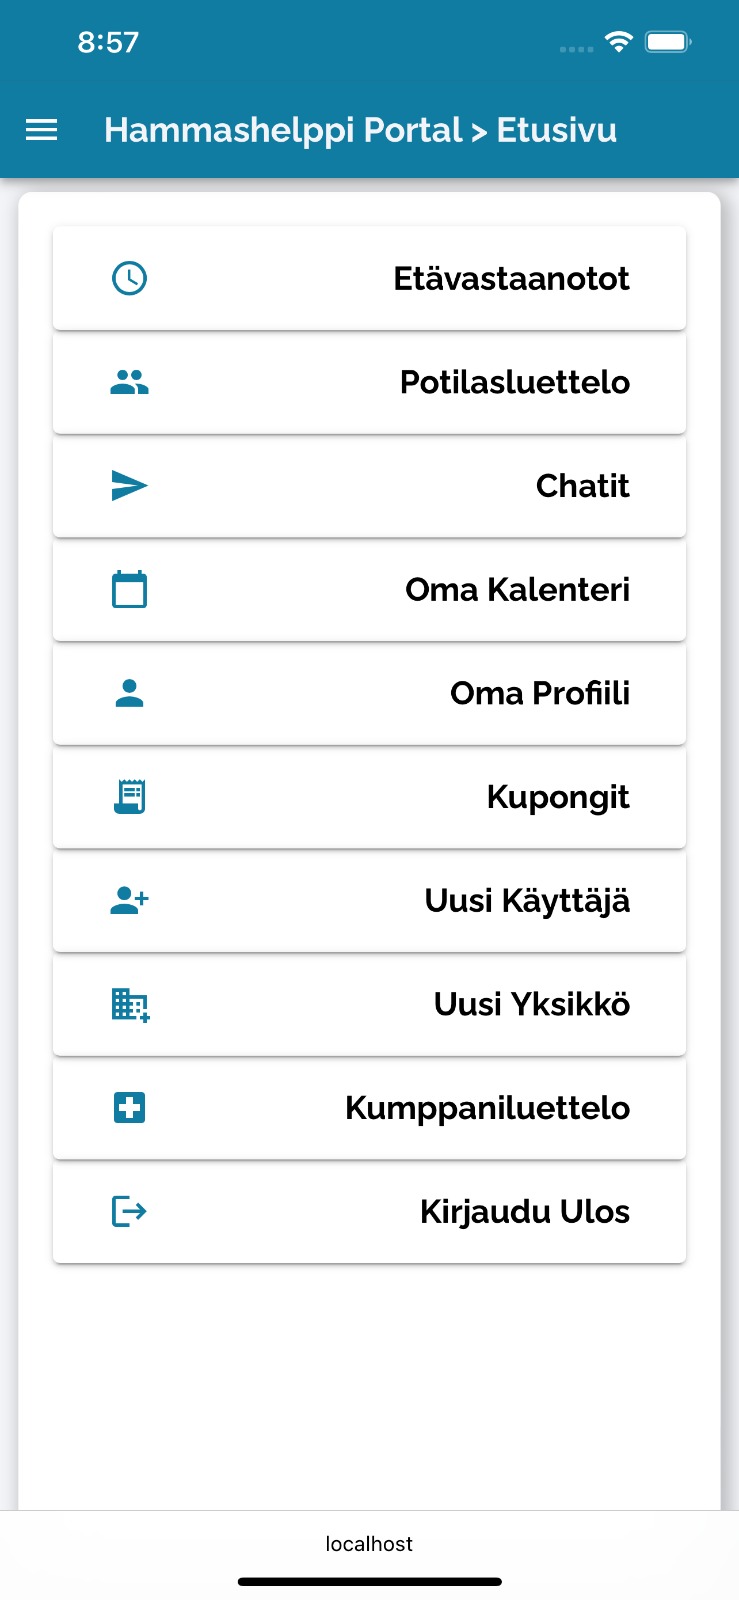 8:57
Hammashelppi Portal > Etusivu
Etävastaanotot
Potilasluettelo
Chatit
Oma Kalenteri
Oma Profiili
Kupongit
Uusi Käyttäjä
Uusi Yksikkö
Kumppaniluettelo
Kirjaudu Ulos
localhost